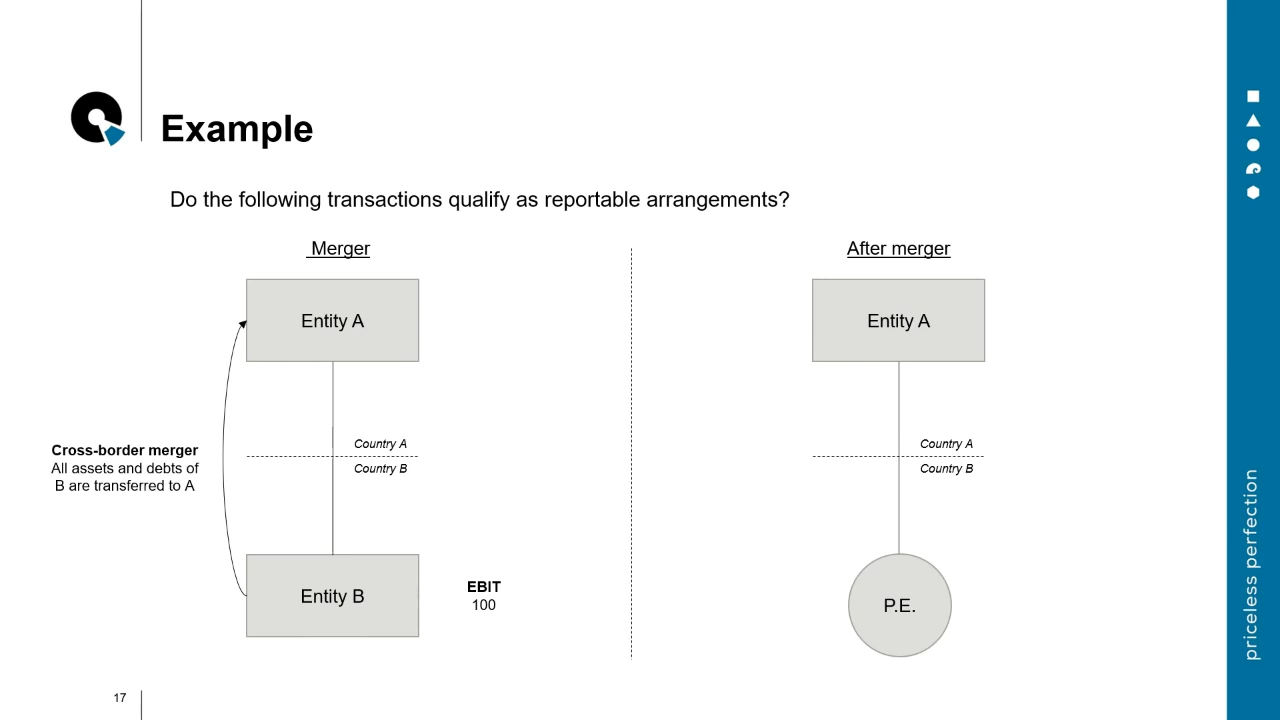 Example
Do the following transactions qualify as reportable arrangements?
Merger
Entity A
Country A
Country B
Cross-border merger
All assets and debts of
B are transferred to A
Entity B
EBIT
100
After merger
Entity A
Country A
Country B
P.E.
priceless perfection
17